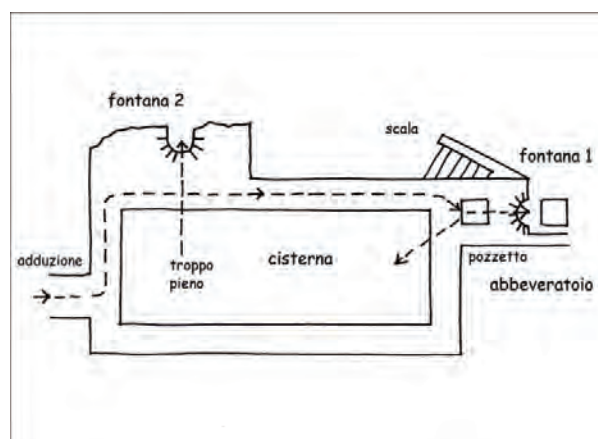 fontana 2
scala
fontana 1
adduzione
troppo
pieno
cisterna
pozzetto
abbeveratoio